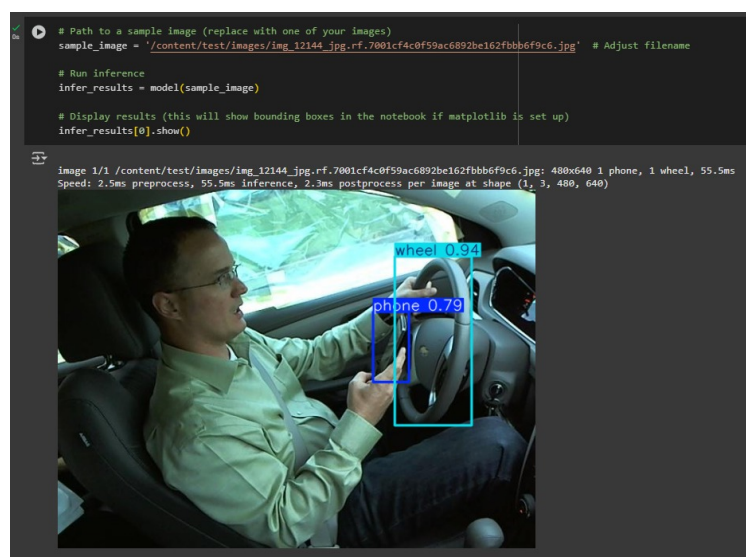 0s
# Path to a sample image (replace with one of your images)
sample_image = '/content/test/images/img_12144_jpg.rf.7001cf4c0f59ac6892be162fbbb6f9c6.jpg' # Adjust filename
# Run inference
infer_results = model(sample_image)
# Display results (this will show bounding boxes in the notebook if matplotlib is set up)
infer_results[0].show()
image 1/1 /content/test/images/img_12144_jpg.rf.7001cf4c0f59ac6892be162fbbb6f9c6.jpg: 480x640 1 phone, 1 wheel, 55.5ms
Speed: 2.5ms preprocess, 55.5ms inference, 2.3ms postprocess per image at shape (1, 3, 480, 640)
wheel 0.94
phone 0.79